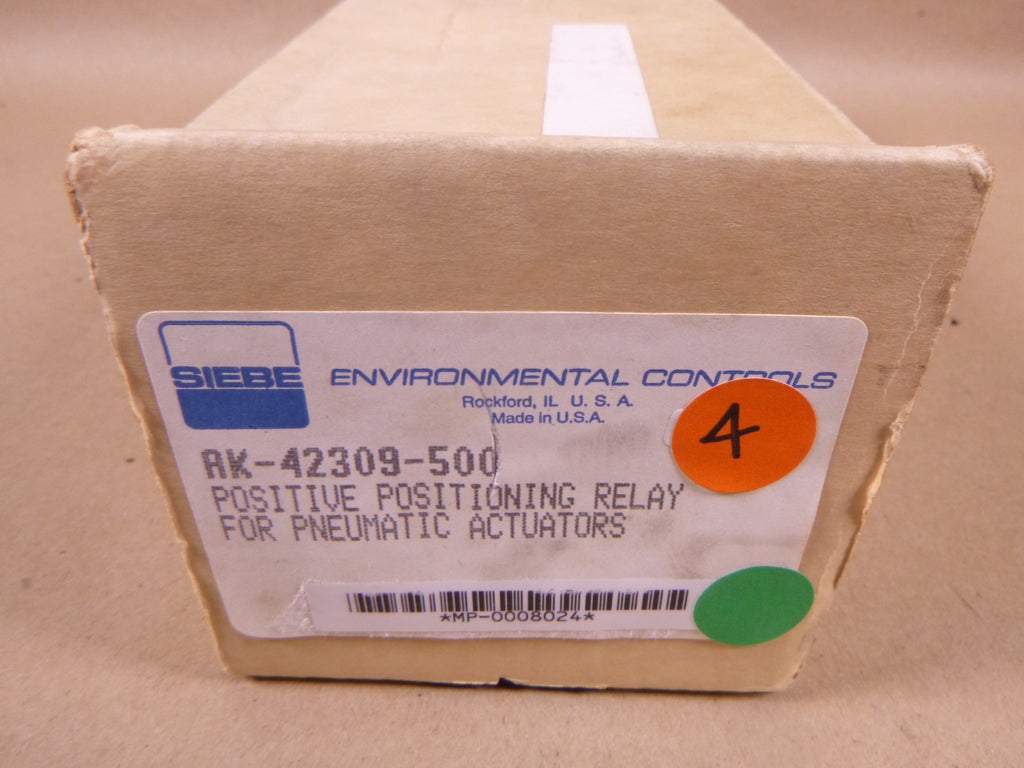 SIEBE
ENVIRONMENTAL CONTROLS
Rockford, IL U. S. A.
Made in U.S.A.
4
AK-42309-500
POSITIVE POSITIONING RELAY
FOR PNEUMATIC ACTUATORS
*MP-0008024*